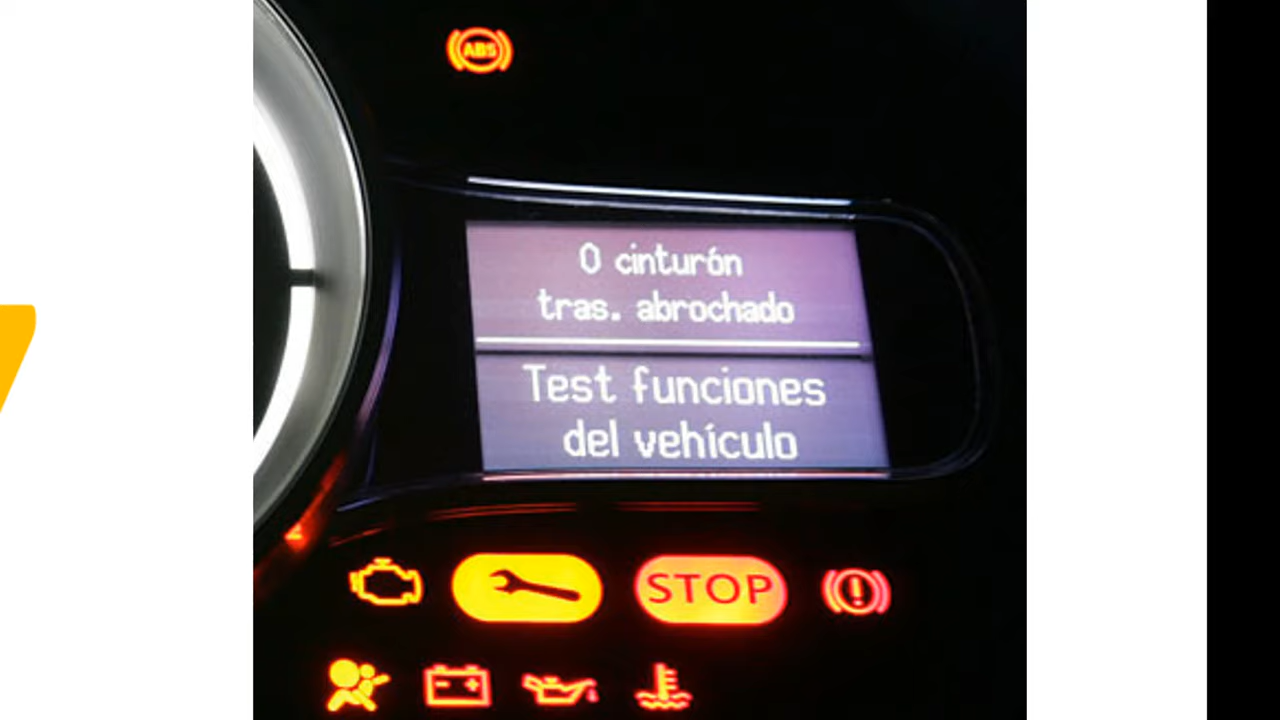 ABS
0 cinturón
tras. abrochado
Test funciones
del vehículo
STOP